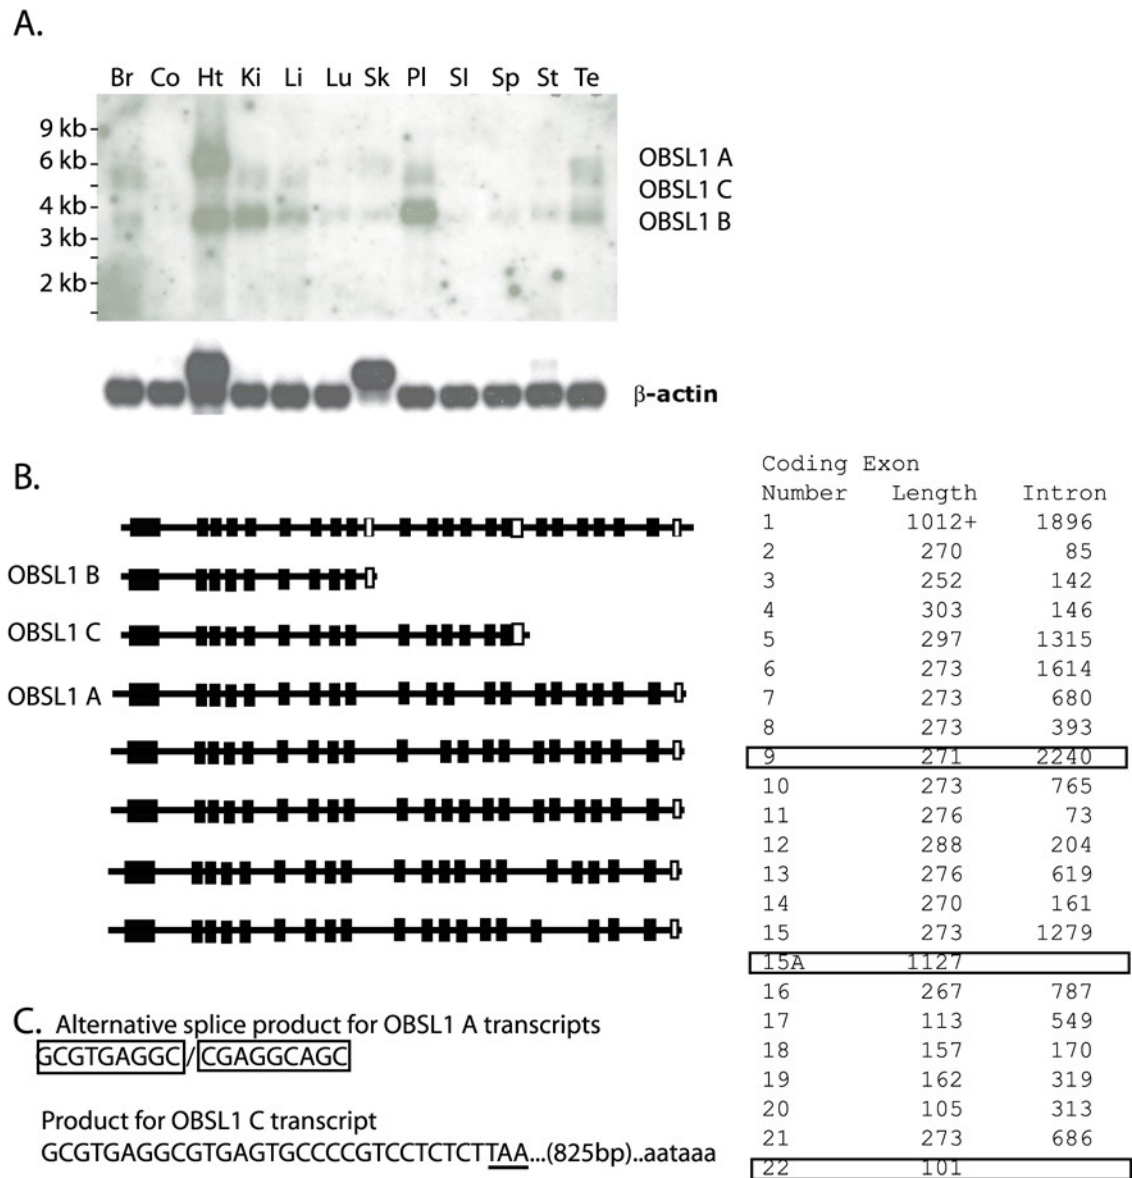 A.
Br Co Ht Ki Li Lu Sk Pl SI Sp St Te
9 kb
6 kb
4 kb
3 kb
2 kb
OBSL1 A
OBSL1 C
OBSL1 B
β-actin
B.
OBSL1 B
OBSL1 C
OBSL1 A
Coding Exon
Number Length Intron
1 1012+ 1896
2 270 85
3 252 142
4 303 146
5 297 1315
6 273 1614
7 273 680
8 273 393
9 271 2240
10 273 765
11 276 73
12 288 204
13 276 619
14 270 161
15 273 1279
15A 1127
16 267 787
17 113 549
18 157 170
19 162 319
20 105 313
21 273 686
22 101
C. Alternative splice product for OBSL1 A transcripts
GCGTGAGGC/CGAGGCAGC
Product for OBSL1 C transcript
GCGTGAGGCGTGAGTGCCCCGTCCTCTCTTAA...(825bp)..aataaa